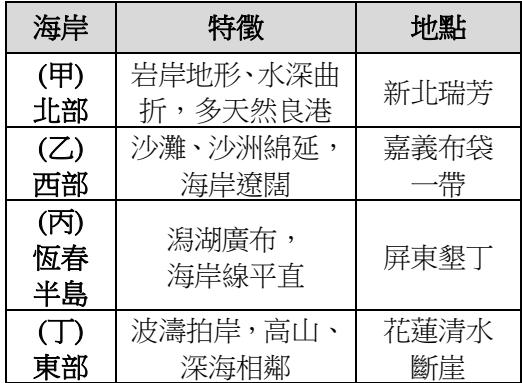 海岸 特徵 地點
(甲)
北部
岩岸地形、水深曲
折，多天然良港
新北瑞芳
(乙)
西部
沙灘、沙洲綿延，
海岸遼闊
嘉義布袋
一帶
(丙)
恆春
半島
潟湖廣布，
海岸線平直
屏東墾丁
(丁)
東部
波濤拍岸，高山、
深海相鄰
花蓮清水
斷崖